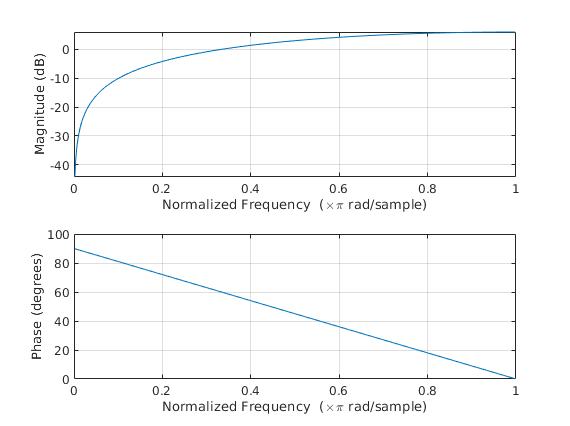 Magnitude (dB)
0
-10
-20
-30
-40
0 0.2 0.4 0.6 0.8 1
Normalized Frequency (×π rad/sample)
Phase (degrees)
100
80
60
40
20
0
0 0.2 0.4 0.6 0.8 1
Normalized Frequency (×π rad/sample)